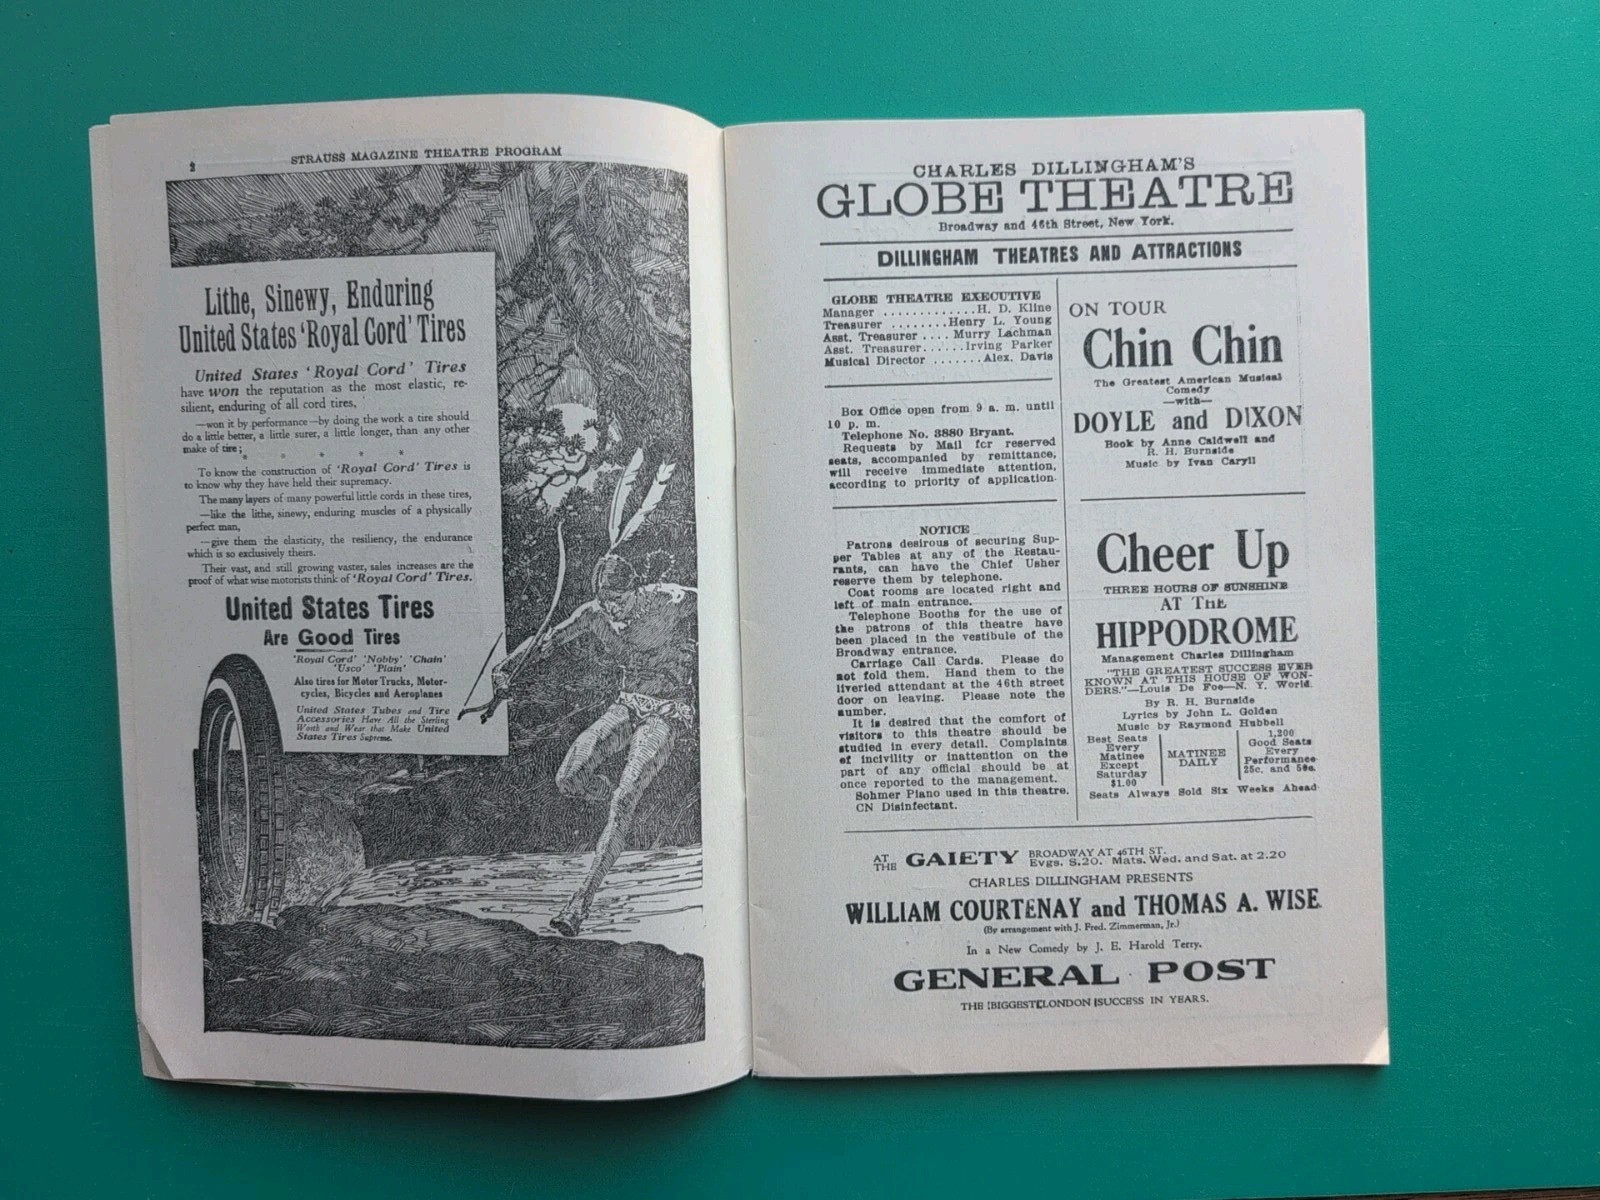 2
STRAUSS MAGAZINE THEATRE PROGRAM
Lithe, Sinewy, Enduring
United States 'Royal Cord' Tires
United States 'Royal Cord' Tires
have won the reputation as the most elastic, re-
silient, enduring of all cord tires,
—won it by performance—by doing the work a tire should
do a little better, a little surer, a little longer, than any other
make of tire;
* * * * *
To know the construction of 'Royal Cord' Tires is
to know why they have held their supremacy.
The many layers of many powerful little cords in these tires,
—like the lithe, sinewy, enduring muscles of a physically
perfect man,
—give them the elasticity, the resiliency, the endurance
which is so exclusively theirs.
Their vast, and still growing vaster, sales increases are the
proof of what wise motorists think of 'Royal Cord' Tires.
United States Tires
Are Good Tires
'Royal Cord' 'Nobby' 'Chain'
'Usco' 'Plain'
Also tires for Motor Trucks, Motor-
cycles, Bicycles and Aeroplanes
United States Tubes and Tire
Accessories Have All the Sterling
Worth and Wear that Make United
States Tires Supreme.
CHARLES DILLINGHAM'S
GLOBE THEATRE
Broadway and 46th Street, New York.
DILLINGHAM THEATRES AND ATTRACTIONS
GLOBE THEATRE EXECUTIVE
Manager .............H. D. Kline
Treasurer ........Henry L. Young
Asst. Treasurer .... Murry Lachman
Asst. Treasurer......Irving Parker
Musical Director ........Alex. Davis
Box Office open from 9 a. m. until
10 p. m.
Telephone No. 3880 Bryant.
Requests by Mail for reserved
seats, accompanied by remittance,
will receive immediate attention,
according to priority of application.
NOTICE
Patrons desirous of securing Sup-
per Tables at any of the Restau-
rants, can have the Chief Usher
reserve them by telephone.
Coat rooms are located right and
left of main entrance.
Telephone Booths for the use of
the patrons of this theatre have
been placed in the vestibule of the
Broadway entrance.
Carriage Call Cards. Please do
not fold them. Hand them to the
liveried attendant at the 46th street
door on leaving. Please note the
number.
It is desired that the comfort of
visitors to this theatre should be
studied in every detail. Complaints
of incivility or inattention on the
part of any official should be at
once reported to the management.
Sohmer Piano used in this theatre.
CN Disinfectant.
ON TOUR
Chin Chin
The Greatest American Musical
Comedy
—with—
DOYLE and DIXON
Book by Anne Caldwell and
R. H. Burnside
Music by Ivan Caryll
Cheer Up
THREE HOURS OF SUNSHINE
AT THE
HIPPODROME
Management Charles Dillingham
"THE GREATEST SUCCESS EVER
KNOWN AT THIS HOUSE OF WON-
DERS."—Louis De Foe—N. Y. World.
By R. H. Burnside
Lyrics by John L. Golden
Music by Raymond Hubbell
Best Seats
Every
Matinee
Except
Saturday
$1.00
MATINEE
DAILY
1,200
Good Seats
Every
Performance
25c. and 50c.
Seats Always Sold Six Weeks Ahead
AT THE GAIETY BROADWAY AT 46TH ST.
Evgs. 8.20. Mats. Wed. and Sat. at 2.20
CHARLES DILLINGHAM PRESENTS
WILLIAM COURTENAY and THOMAS A. WISE
(By arrangement with J. Fred. Zimmerman, Jr.)
In a New Comedy by J. E. Harold Terry.
GENERAL POST
THE BIGGEST LONDON SUCCESS IN YEARS.